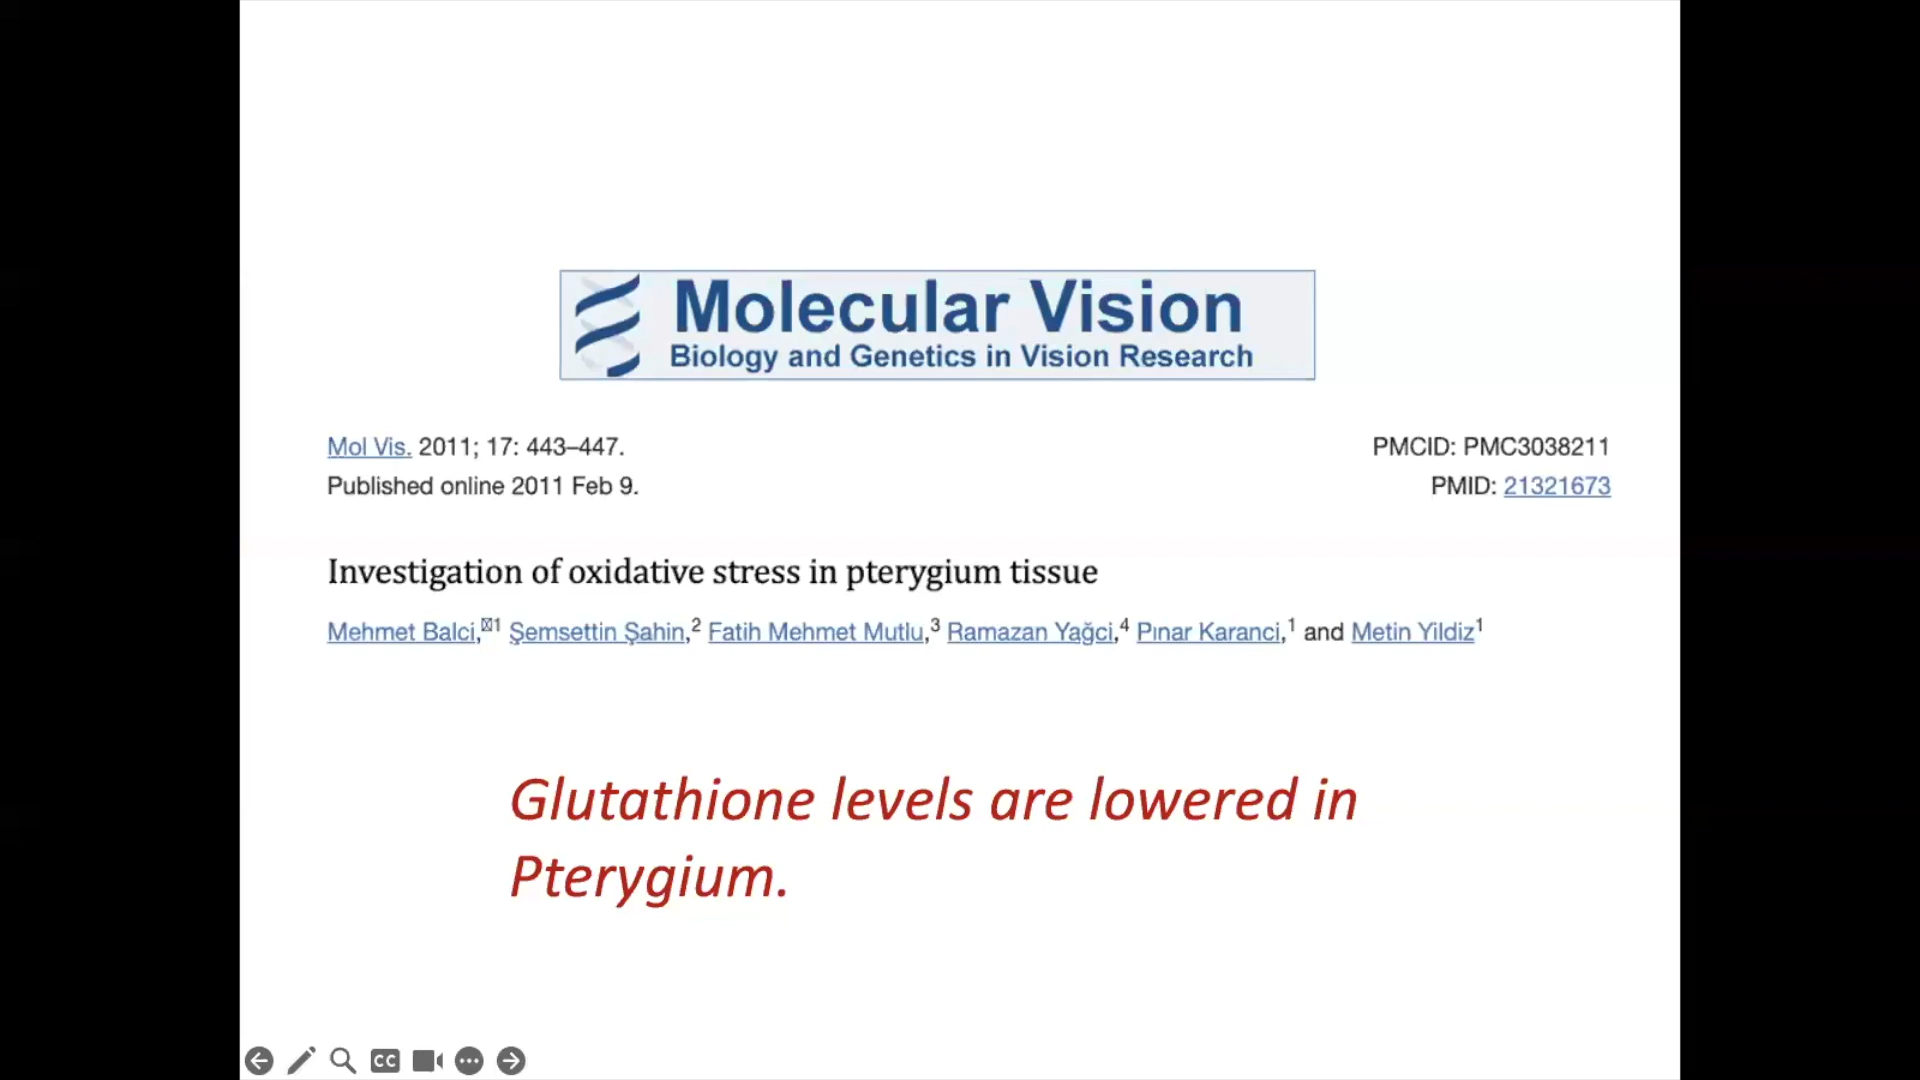 Molecular Vision
Biology and Genetics in Vision Research
Mol Vis. 2011; 17: 443–447.
Published online 2011 Feb 9.
PMCID: PMC3038211
PMID: 21321673
Investigation of oxidative stress in pterygium tissue
Mehmet Balci,1 Şemsettin Şahin,2 Fatih Mehmet Mutlu,3 Ramazan Yağci,4 Pınar Karanci,1 and Metin Yildiz1
Glutathione levels are lowered in
Pterygium.
CC